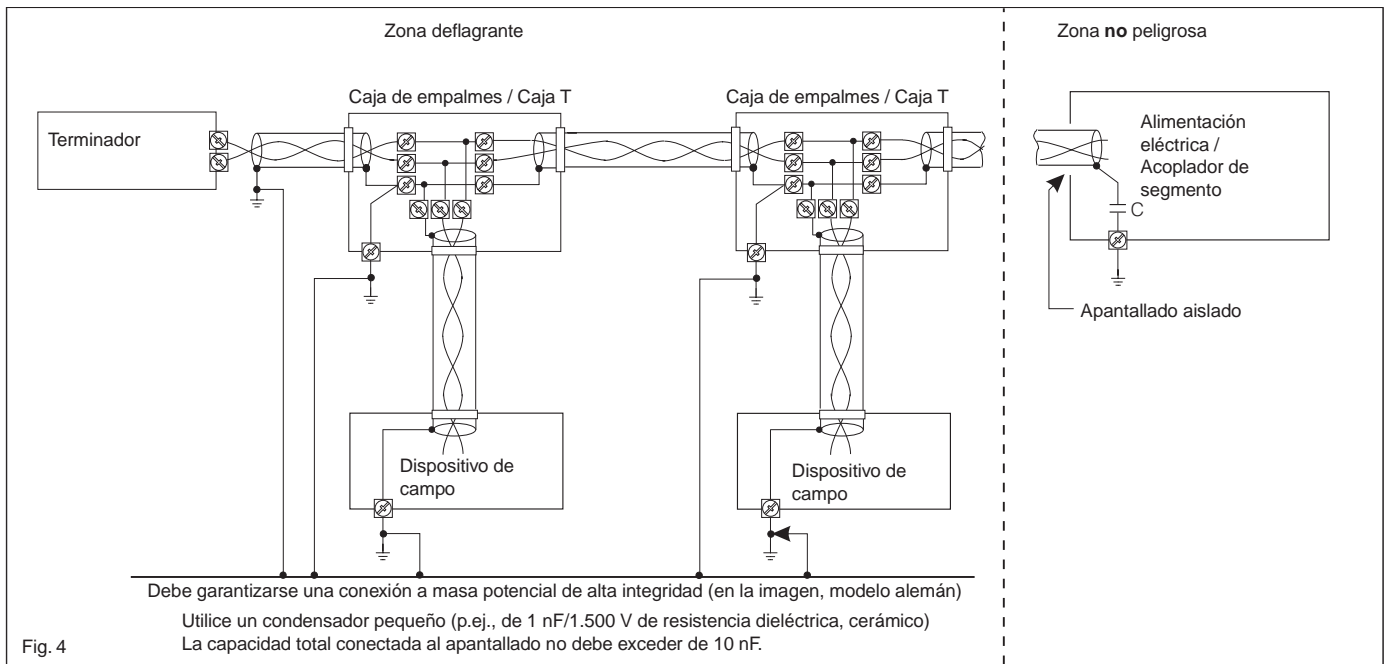 Zona deflagrante
Zona no peligrosa
Caja de empalmes / Caja T
Caja de empalmes / Caja T
Terminador
Alimentación
eléctrica /
Acoplador de
segmento
C
Apantallado aislado
Dispositivo de
campo
Dispositivo de
campo
Debe garantizarse una conexión a masa potencial de alta integridad (en la imagen, modelo alemán)
Utilice un condensador pequeño (p.ej., de 1 nF/1.500 V de resistencia dieléctrica, cerámico)
La capacidad total conectada al apantallado no debe exceder de 10 nF.
Fig. 4